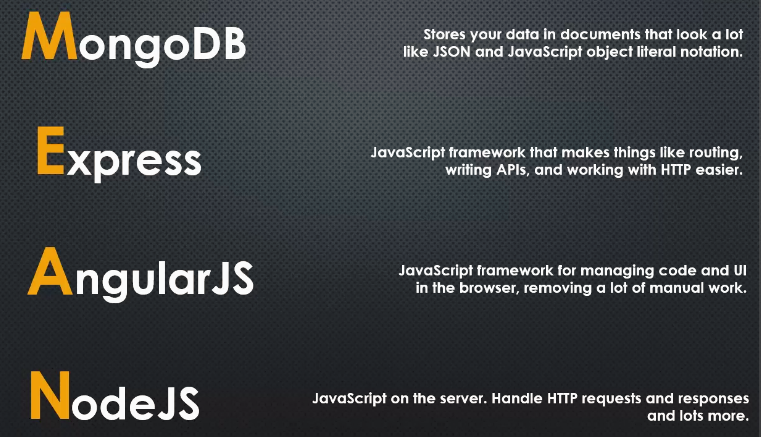 MongoDB
Stores your data in documents that look a lot
like JSON and JavaScript object literal notation.
Express
JavaScript framework that makes things like routing,
writing APIs, and working with HTTP easier.
AngularJS
JavaScript framework for managing code and UI
in the browser, removing a lot of manual work.
NodeJS
JavaScript on the server. Handle HTTP requests and responses
and lots more.